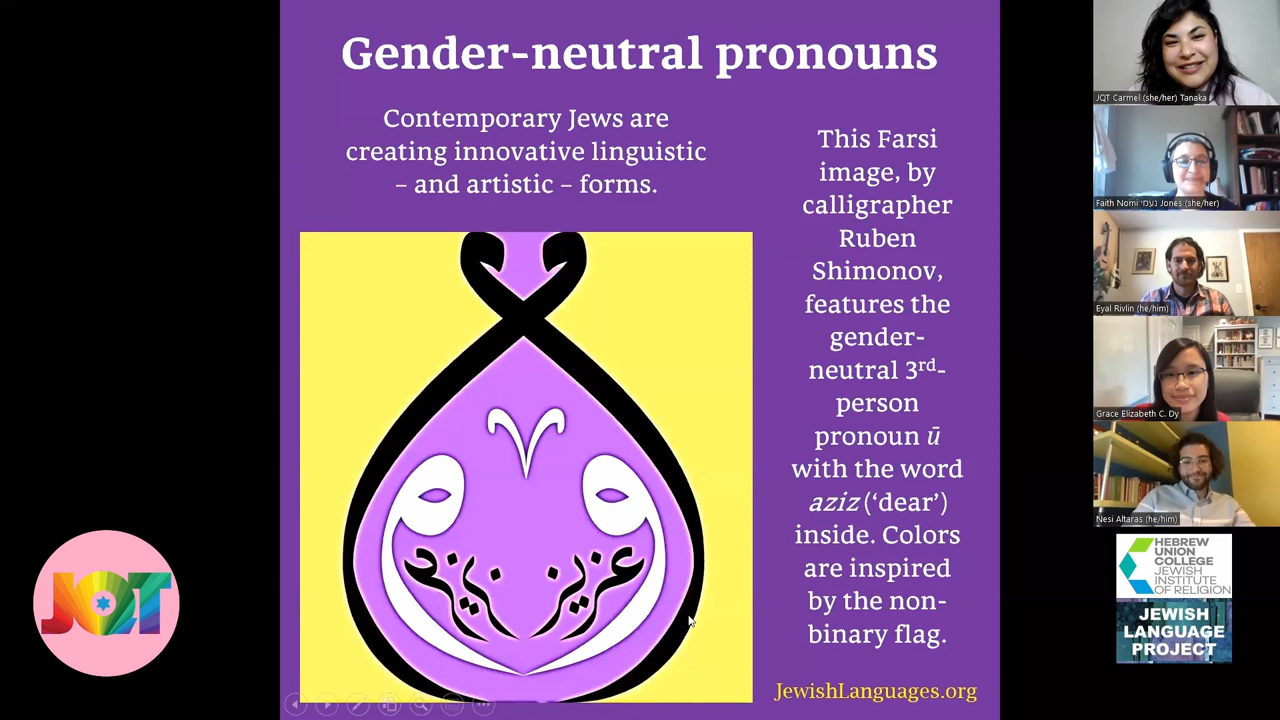 Gender-neutral pronouns
Contemporary Jews are
creating innovative linguistic
– and artistic – forms.
This Farsi
image, by
calligrapher
Ruben
Shimonov,
features the
gender-
neutral 3rd-
person
pronoun ū
with the word
aziz (‘dear’)
inside. Colors
are inspired
by the non-
binary flag.
JewishLanguages.org
عزیز
JQT
JQT Carmel (she/her) Tanaka
Faith Nomi נעמי Jones (she/her)
Eyal Rivlin (he/him)
Grace Elizabeth C. Dy
Nesi Altaras (he/him)
HEBREW
UNION
COLLEGE
JEWISH
INSTITUTE
OF RELIGION
JEWISH
LANGUAGE
PROJECT